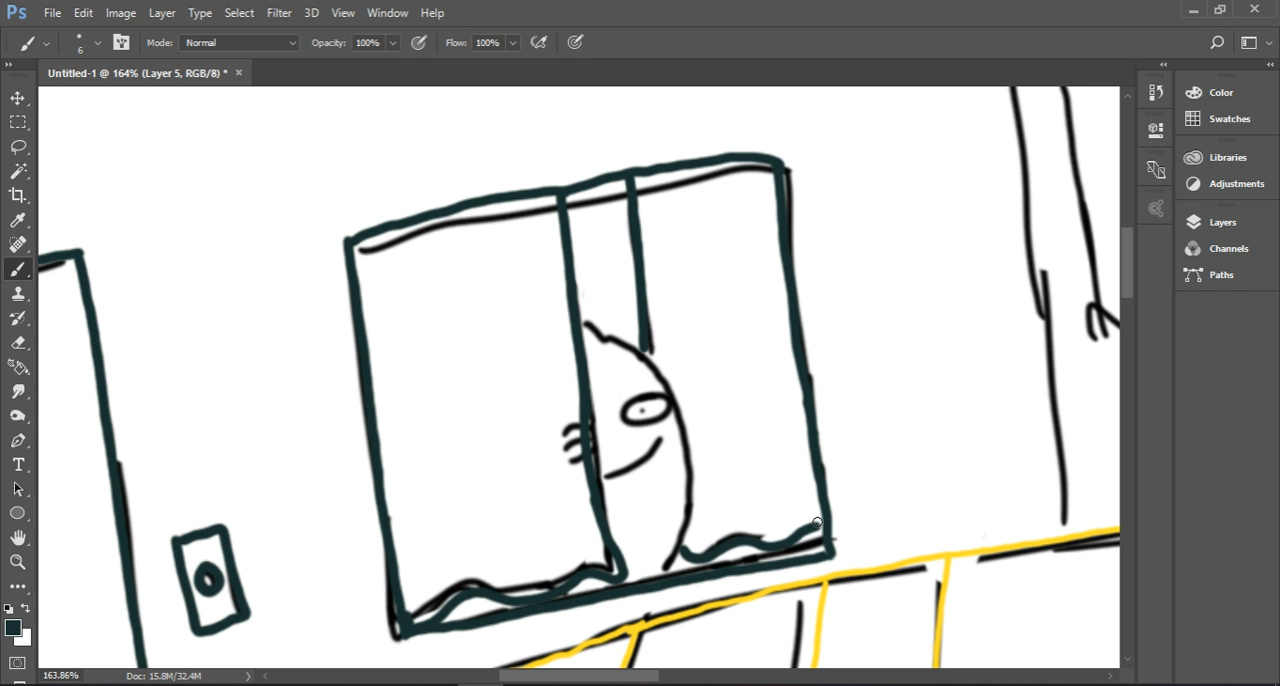 Ps File Edit Image Layer Type Select Filter 3D View Window Help
6 Mode: Normal Opacity: 100% Flow: 100%
Untitled-1 @ 164% (Layer 5, RGB/8) * ×
Color
Swatches
Libraries
Adjustments
Layers
Channels
Paths
T
163.86% Doc: 15.8M/32.4M